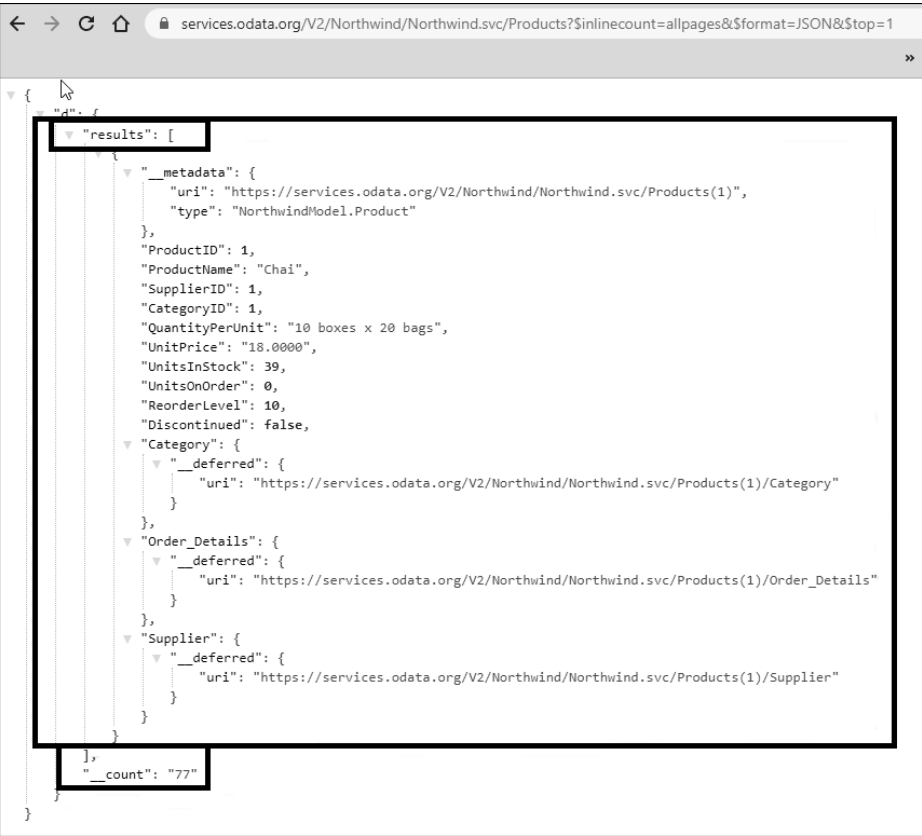 services.odata.org/V2/Northwind/Northwind.svc/Products?$inlinecount=allpages&$format=JSON&$top=1
»
{
"d": {
"results": [
{
"__metadata": {
"uri": "https://services.odata.org/V2/Northwind/Northwind.svc/Products(1)",
"type": "NorthwindModel.Product"
},
"ProductID": 1,
"ProductName": "Chai",
"SupplierID": 1,
"CategoryID": 1,
"QuantityPerUnit": "10 boxes x 20 bags",
"UnitPrice": "18.0000",
"UnitsInStock": 39,
"UnitsOnOrder": 0,
"ReorderLevel": 10,
"Discontinued": false,
"Category": {
"__deferred": {
"uri": "https://services.odata.org/V2/Northwind/Northwind.svc/Products(1)/Category"
}
},
"Order_Details": {
"__deferred": {
"uri": "https://services.odata.org/V2/Northwind/Northwind.svc/Products(1)/Order_Details"
}
},
"Supplier": {
"__deferred": {
"uri": "https://services.odata.org/V2/Northwind/Northwind.svc/Products(1)/Supplier"
}
}
}
],
"__count": "77"
}
}